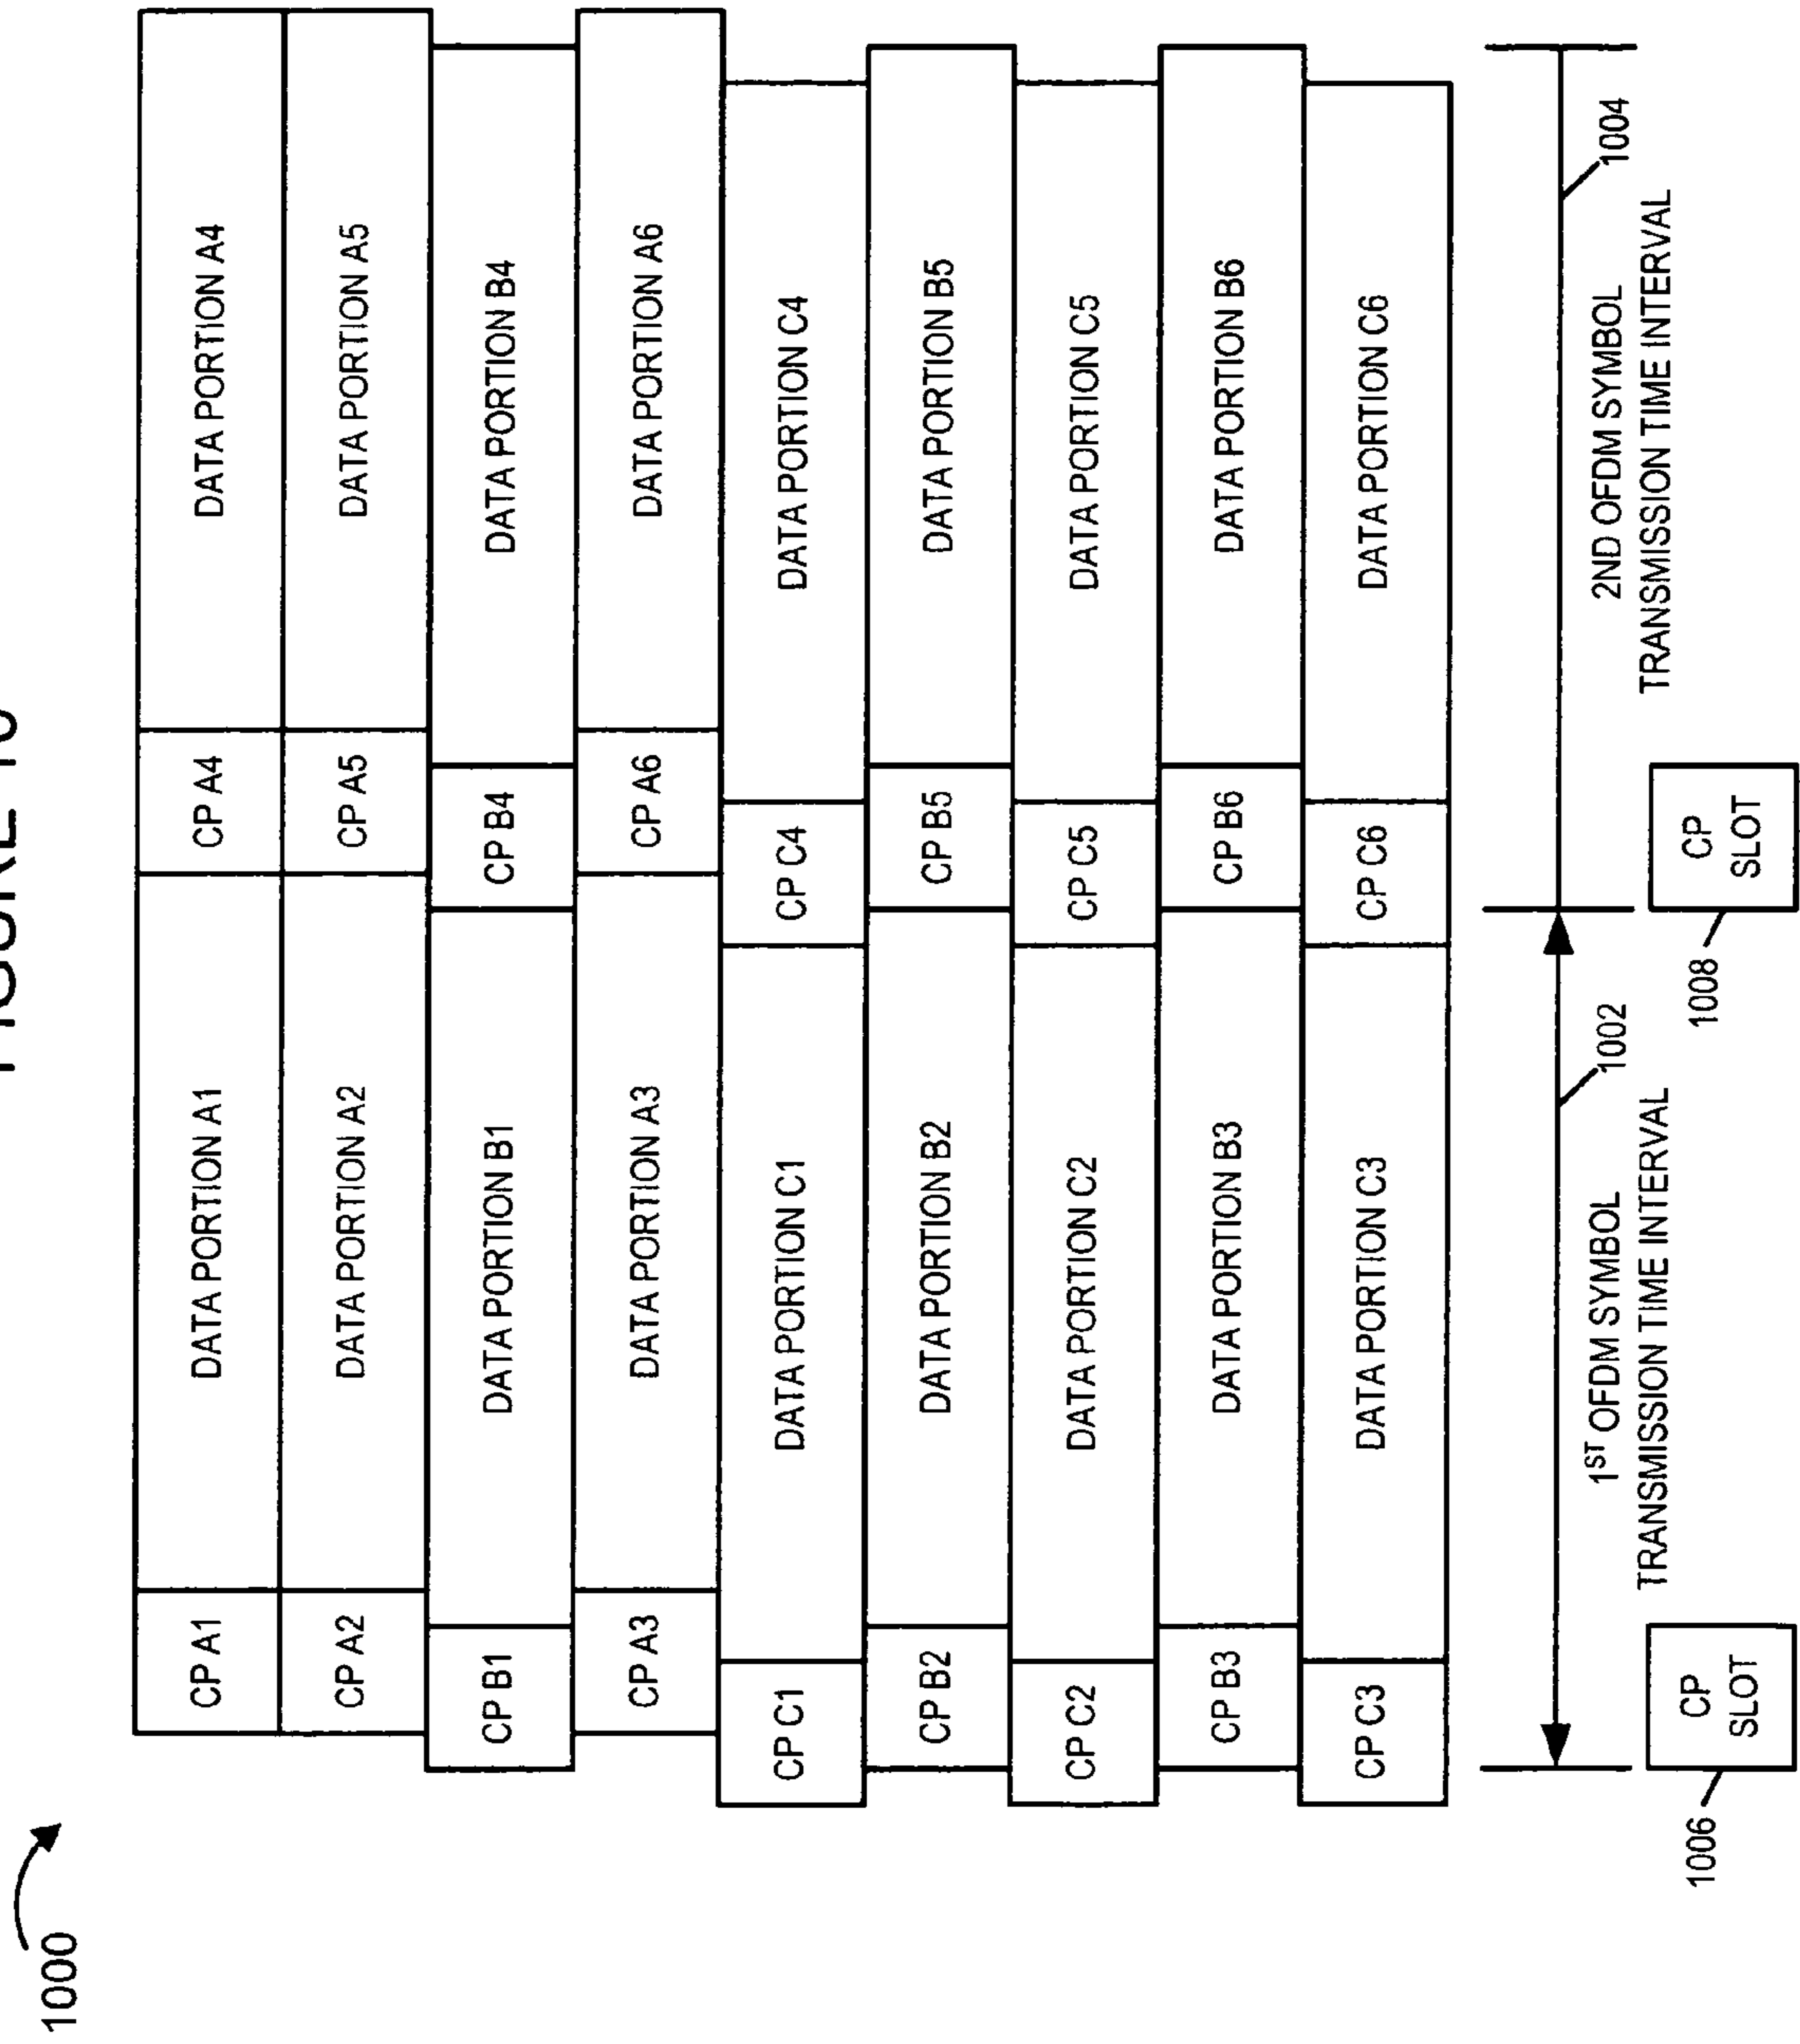 1000
CP A1
DATA PORTION A1
CP A4
DATA PORTION A4
CP A2
DATA PORTION A2
CP A5
DATA PORTION A5
CP B1
DATA PORTION B1
CP B4
DATA PORTION B4
CP A3
DATA PORTION A3
CP A6
DATA PORTION A6
CP C1
DATA PORTION C1
CP C4
DATA PORTION C4
CP B2
DATA PORTION B2
CP B5
DATA PORTION B5
CP C2
DATA PORTION C2
CP C5
DATA PORTION C5
CP B3
DATA PORTION B3
CP B6
DATA PORTION B6
CP C3
DATA PORTION C3
CP C6
DATA PORTION C6
1ST OFDM SYMBOL
TRANSMISSION TIME INTERVAL
1002
2ND OFDM SYMBOL
TRANSMISSION TIME INTERVAL
1004
1006
CP
SLOT
1008
CP
SLOT